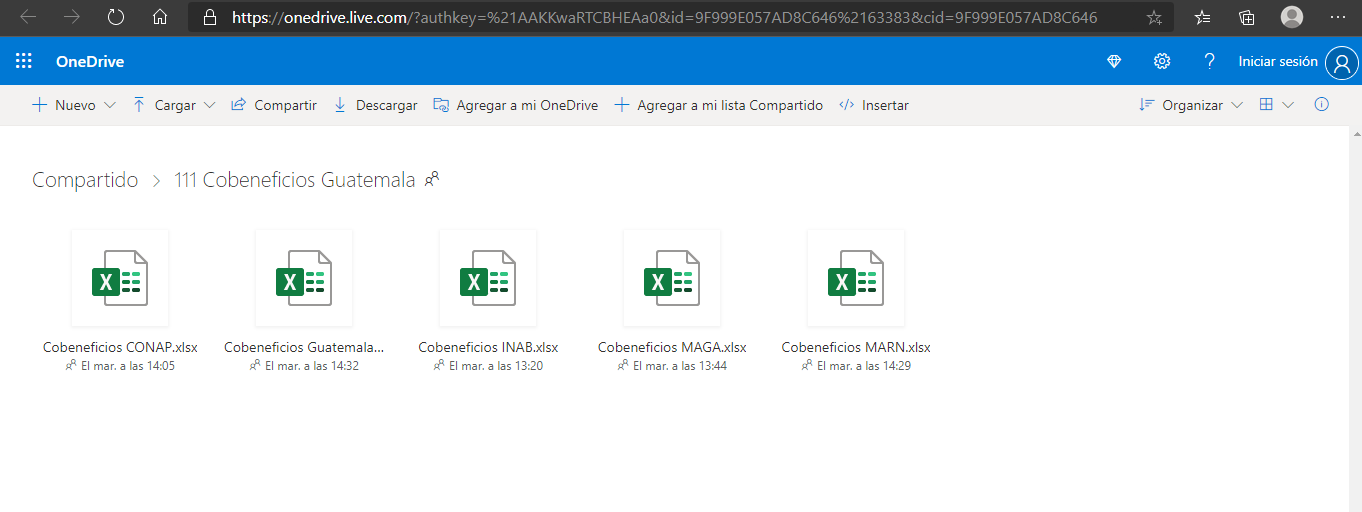 https://onedrive.live.com/?authkey=%21AAKKwaRTCBHEAa0&id=9F999E057AD8C646%2163383&cid=9F999E057AD8C646
OneDrive ? Iniciar sesión
Nuevo Cargar Compartir Descargar Agregar a mi OneDrive Agregar a mi lista Compartido Insertar Organizar
Compartido > 111 Cobeneficios Guatemala
X X X X X
Cobeneficios CONAP.xlsx Cobeneficios Guatemala... Cobeneficios INAB.xlsx Cobeneficios MAGA.xlsx Cobeneficios MARN.xlsx
El mar. a las 14:05 El mar. a las 14:32 El mar. a las 13:20 El mar. a las 13:44 El mar. a las 14:29